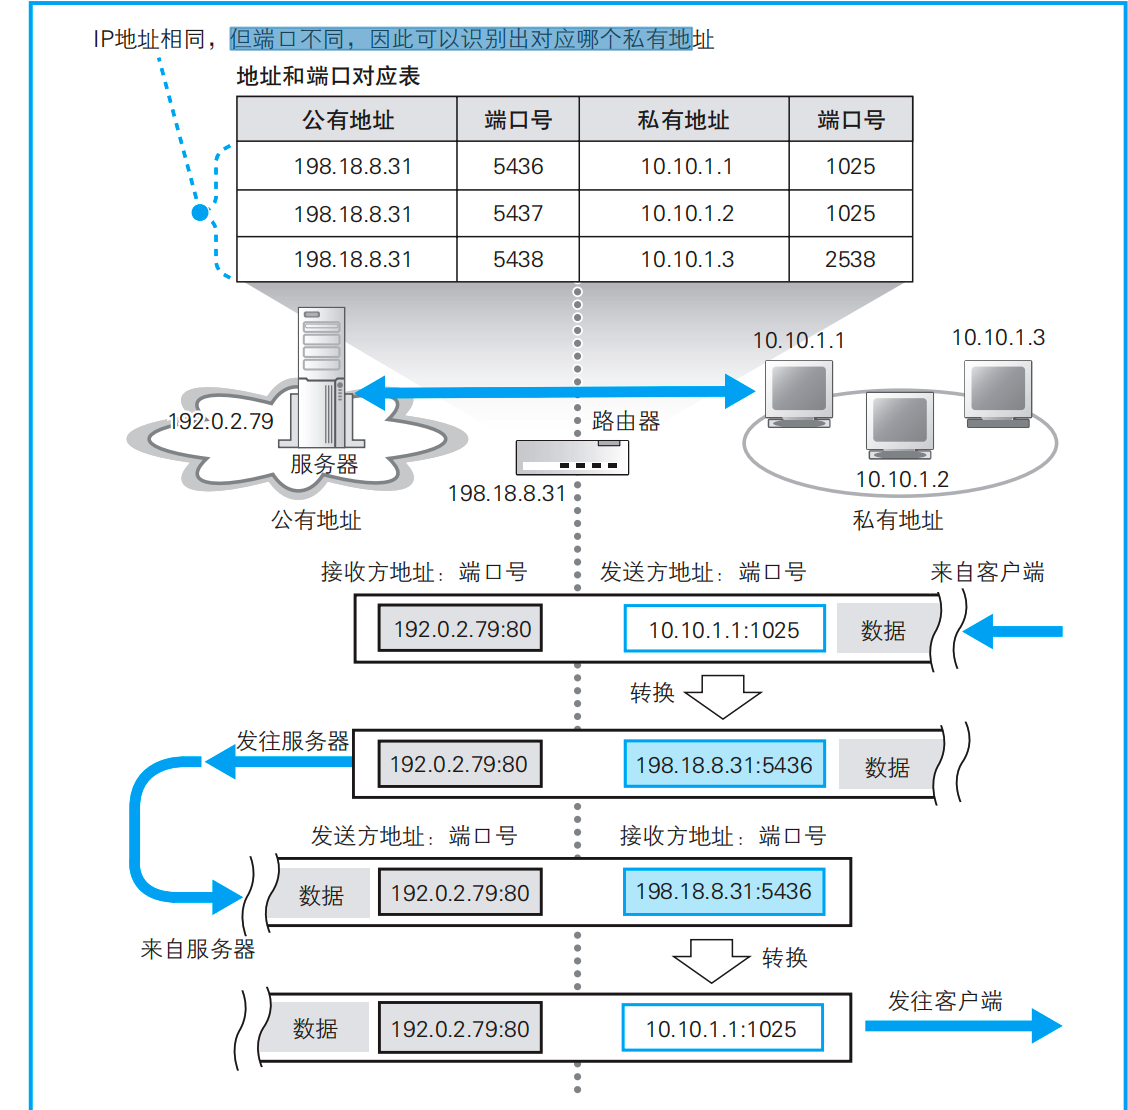 IP地址相同，但端口不同，因此可以识别出对应哪个私有地址
地址和端口对应表
公有地址 端口号 私有地址 端口号
198.18.8.31 5436 10.10.1.1 1025
198.18.8.31 5437 10.10.1.2 1025
198.18.8.31 5438 10.10.1.3 2538
10.10.1.1
10.10.1.3
192.0.2.79
路由器
服务器
10.10.1.2
198.18.8.31
公有地址
私有地址
接收方地址：端口号 发送方地址：端口号 来自客户端
192.0.2.79:80 10.10.1.1:1025 数据
转换
发往服务器
192.0.2.79:80 198.18.8.31:5436 数据
发送方地址：端口号 接收方地址：端口号
数据 192.0.2.79:80 198.18.8.31:5436
来自服务器
转换
发往客户端
数据 192.0.2.79:80 10.10.1.1:1025